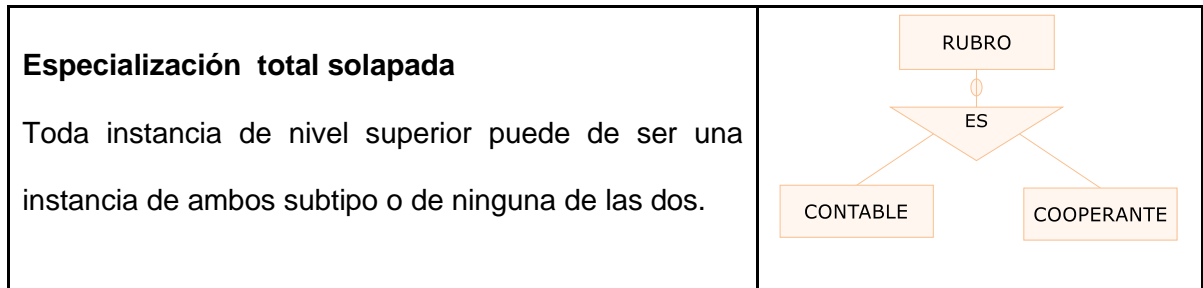 Especialización total solapada
Toda instancia de nivel superior puede de ser una
instancia de ambos subtipo o de ninguna de las dos.
RUBRO
ES
CONTABLE
COOPERANTE